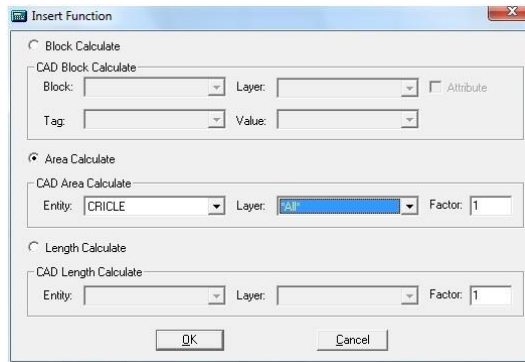 Insert Function
Block Calculate
CAD Block Calculate
Block: Layer: Attribute
Tag: Value:
Area Calculate
CAD Area Calculate
Entity: CRICLE Layer: *All* Factor: 1
Length Calculate
CAD Length Calculate
Entity: Layer: Factor: 1
OK Cancel